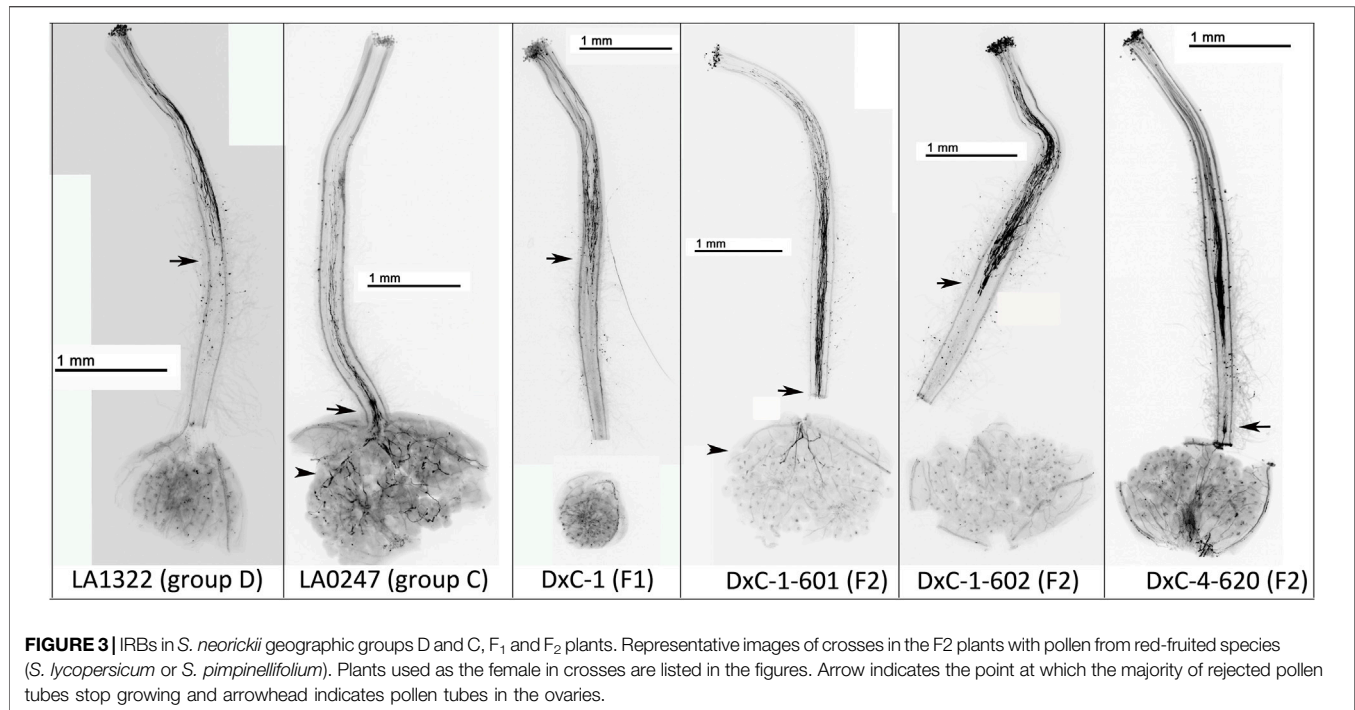 1 mm
1 mm
1 mm
1 mm
1 mm
1 mm
LA1322 (group D)
LA0247 (group C)
DxC-1 (F1)
DxC-1-601 (F2)
DxC-1-602 (F2)
DxC-4-620 (F2)
FIGURE 3 | IRBs in S. neorickii geographic groups D and C, F₁ and F₂ plants. Representative images of crosses in the F2 plants with pollen from red-fruited species
(S. lycopersicum or S. pimpinellifolium). Plants used as the female in crosses are listed in the figures. Arrow indicates the point at which the majority of rejected pollen
tubes stop growing and arrowhead indicates pollen tubes in the ovaries.